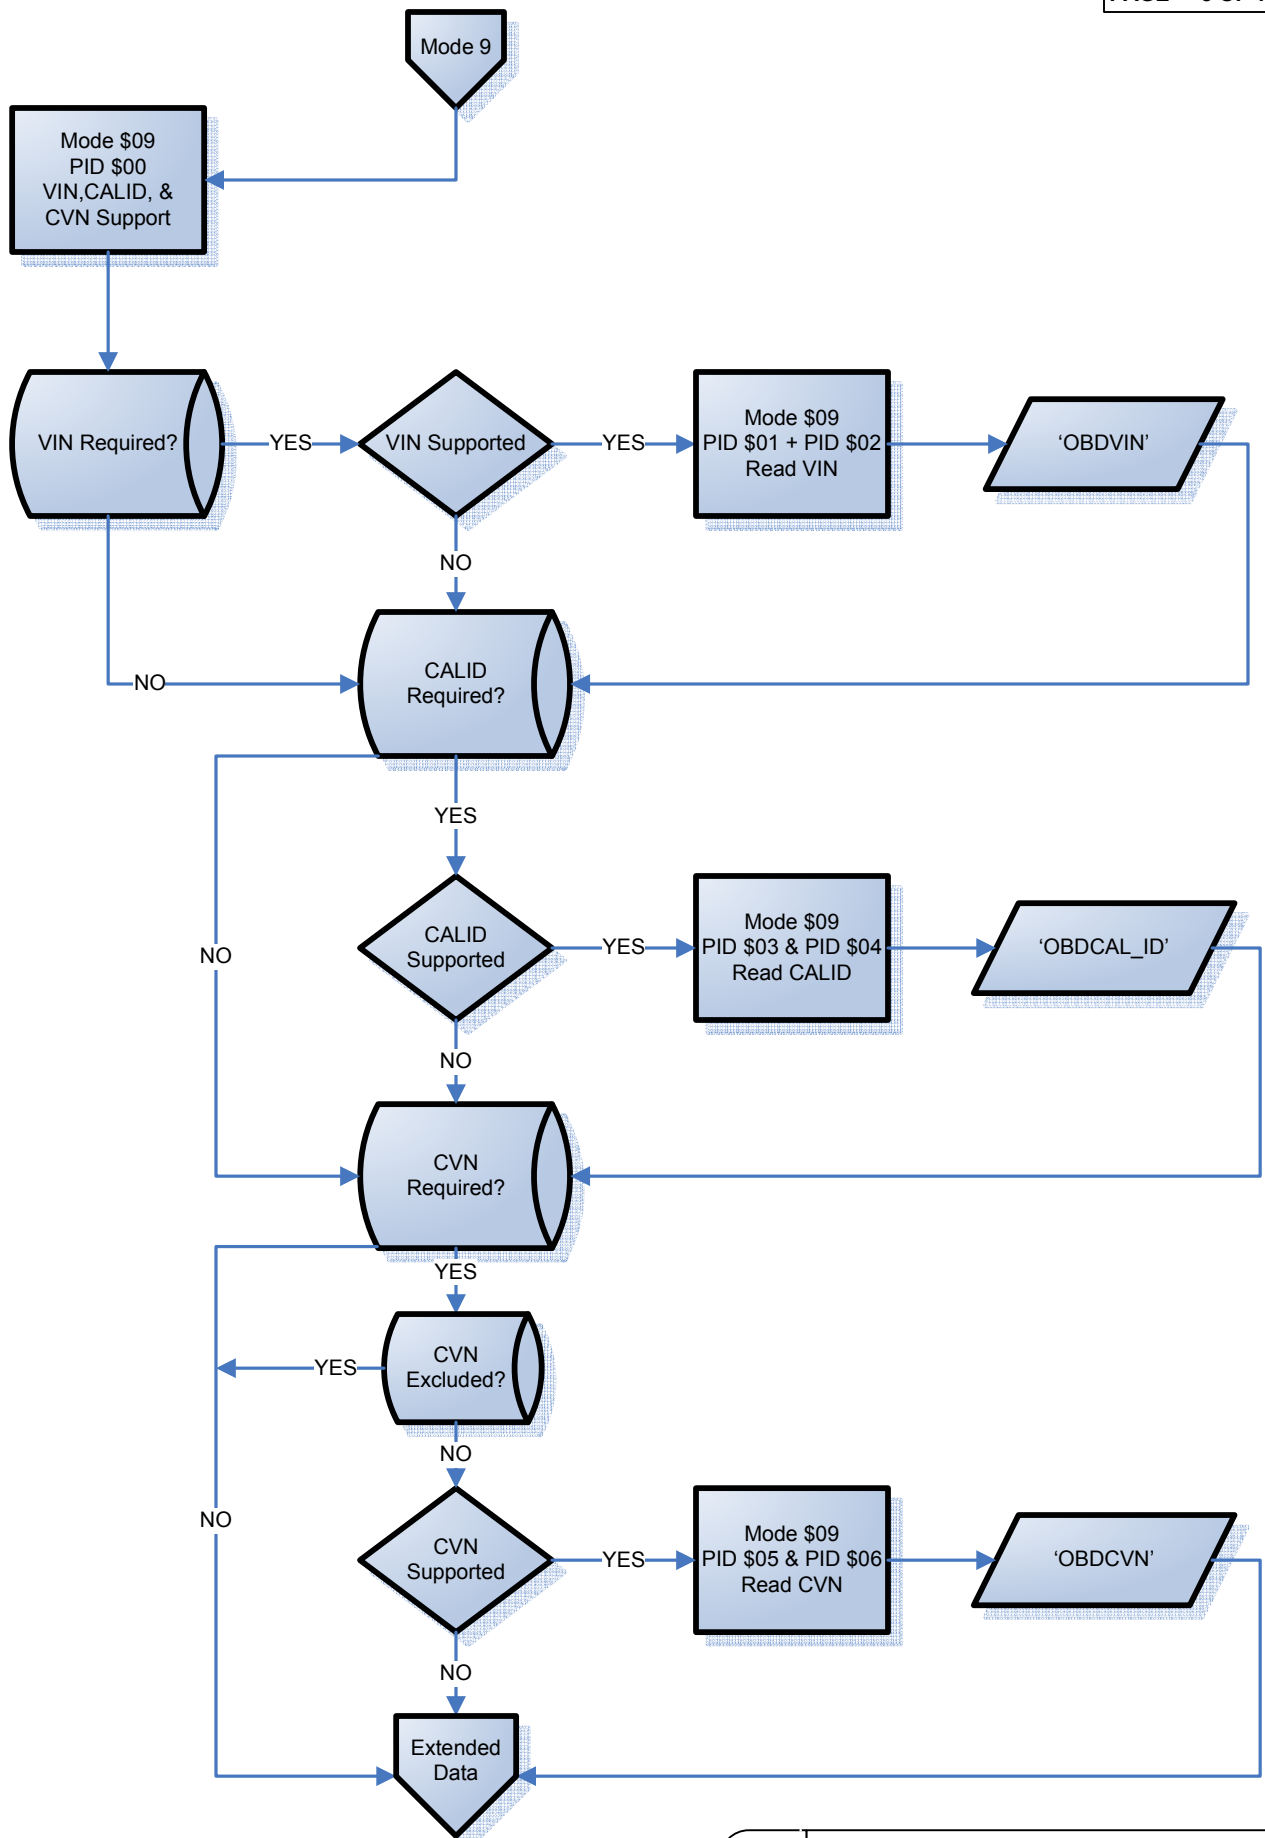 Mode 9
Mode $09
PID $00
VIN,CALID, &
CVN Support
VIN Required?
YES
VIN Supported
YES
Mode $09
PID $01 + PID $02
Read VIN
‘OBDVIN’
NO
NO
CALID
Required?
YES
NO
CALID
Supported
YES
Mode $09
PID $03 & PID $04
Read CALID
‘OBDCAL_ID’
NO
CVN
Required?
YES
YES
CVN
Excluded?
NO
NO
CVN
Supported
YES
Mode $09
PID $05 & PID $06
Read CVN
‘OBDCVN’
NO
Extended
Data